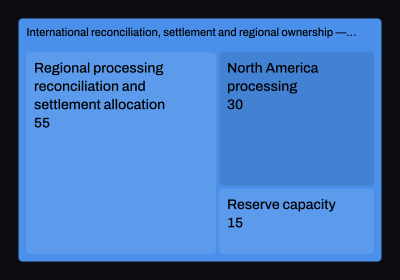 International reconciliation, settlement and regional ownership —...
Regional processing
reconciliation and
settlement allocation
55
North America
processing
30
Reserve capacity
15